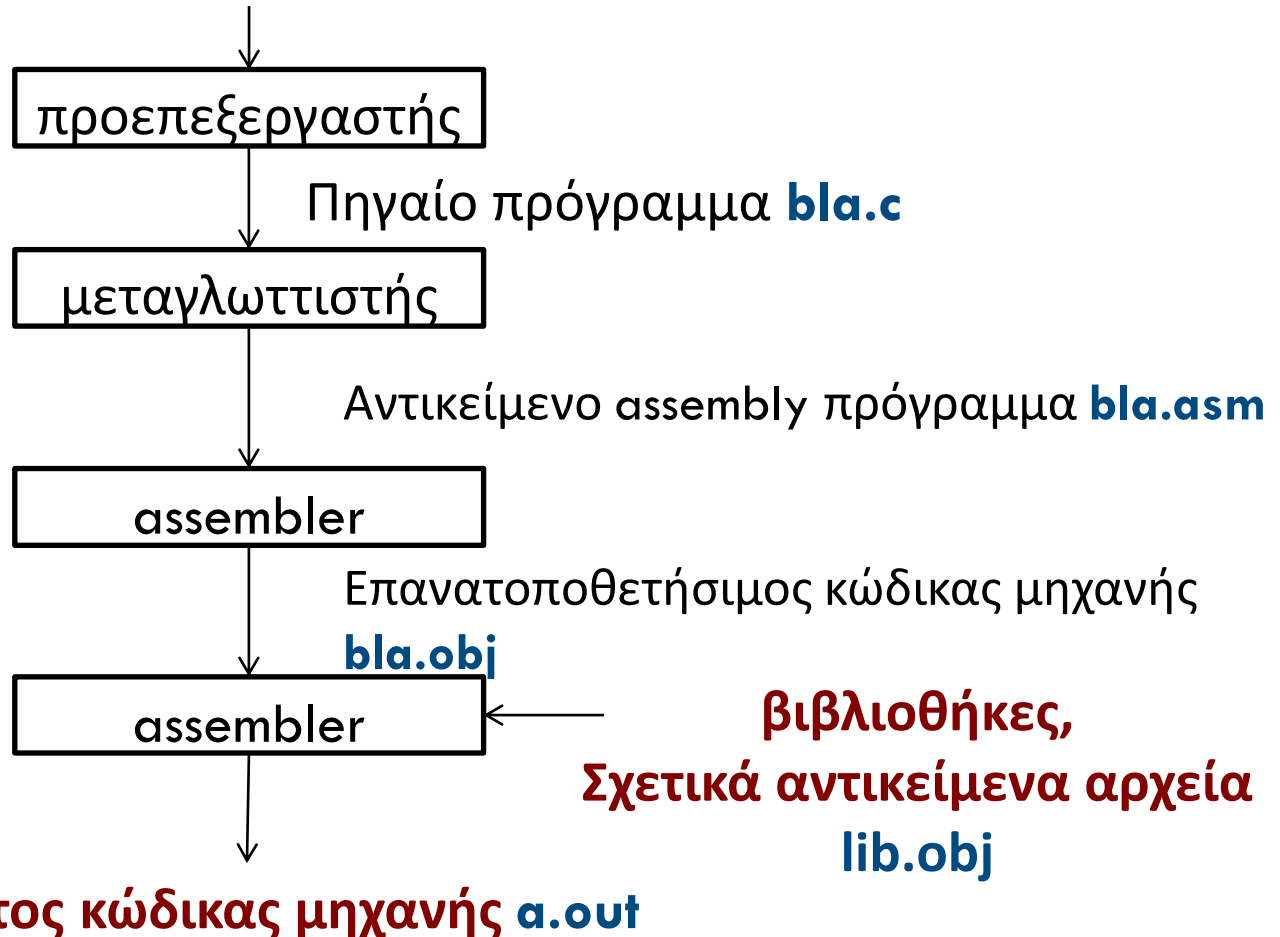 προεπεξεργαστής
Πηγαίο πρόγραμμα bla.c
μεταγλωττιστής
Αντικείμενο assembly πρόγραμμα bla.asm
assembler
Επανατοποθετήσιμος κώδικας μηχανής
bla.obj
assembler
βιβλιοθήκες,
Σχετικά αντικείμενα αρχεία
lib.obj
κώδικας μηχανής a.out